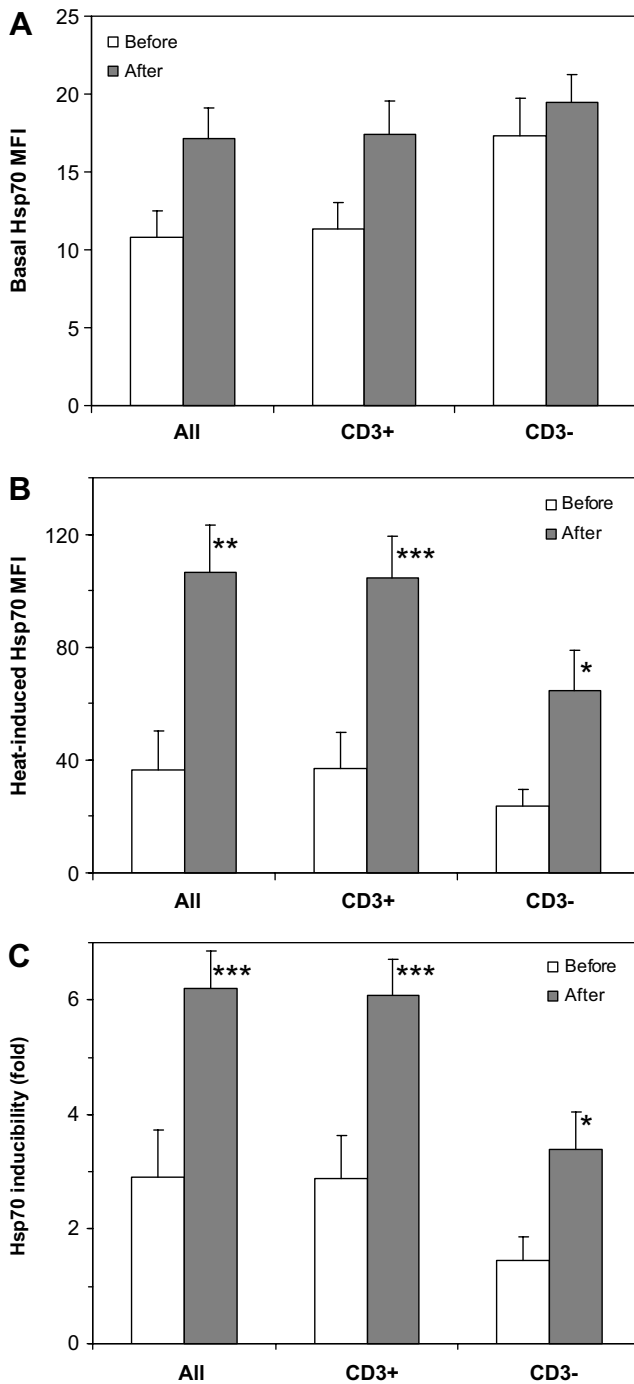 A
Basal Hsp70 MFI
25
20
15
10
5
0
Before
After
All
CD3+
CD3-
B
Heat-induced Hsp70 MFI
120
80
40
0
Before
After
**
***
*
All
CD3+
CD3-
C
Hsp70 inducibility (fold)
6
4
2
0
Before
After
***
***
*
All
CD3+
CD3-